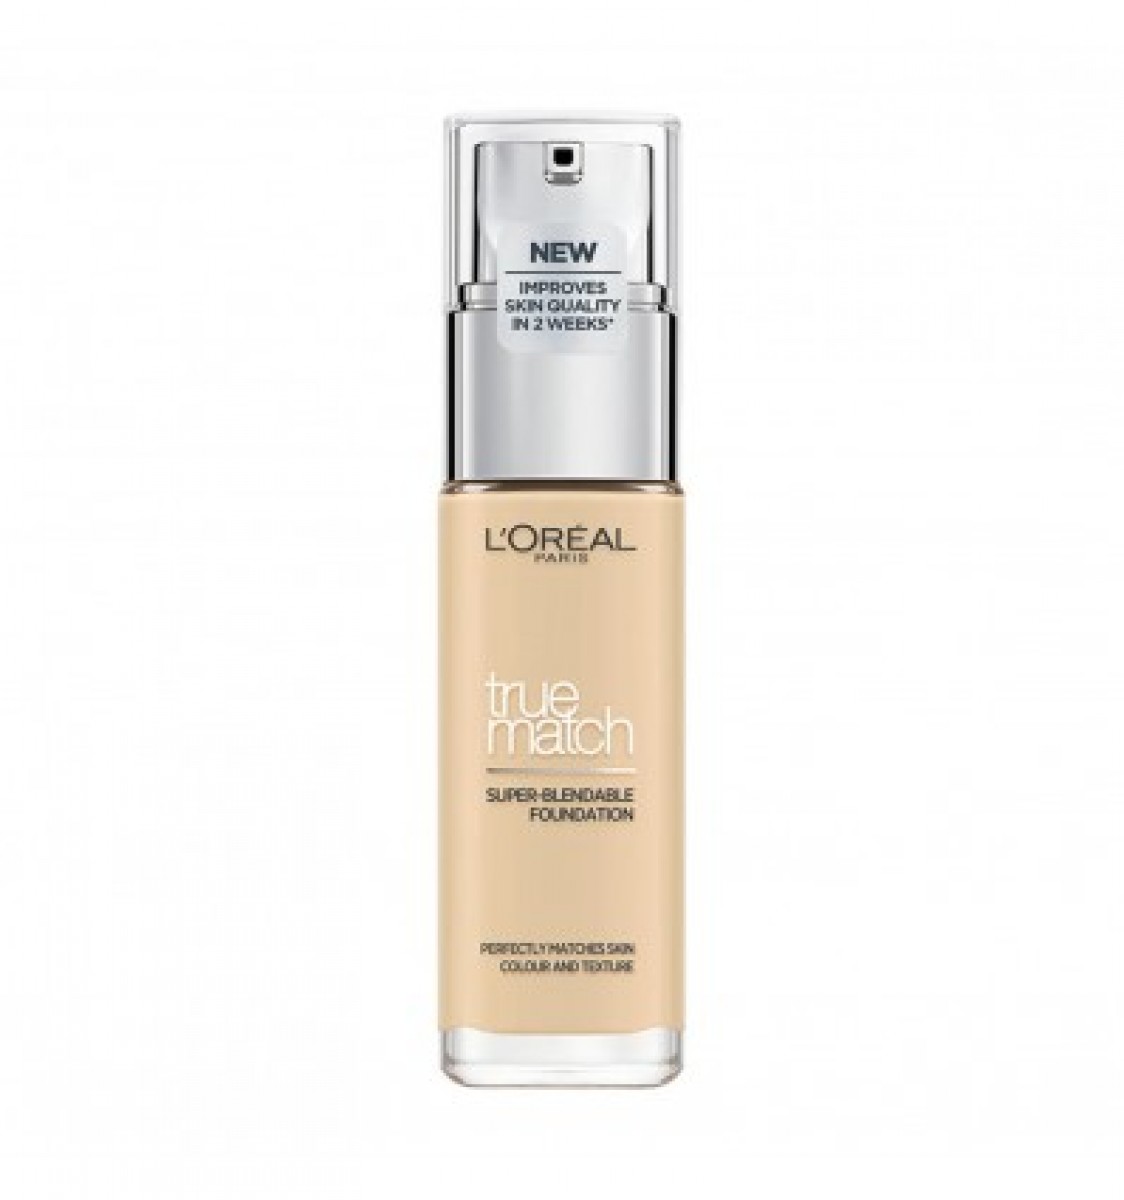 NEW
IMPROVES
SKIN QUALITY
IN 2 WEEKS*
L'ORÉAL
PARIS
true
match
SUPER-BLENDABLE
FOUNDATION
PERFECTLY MATCHES SKIN
COLOUR AND TEXTURE